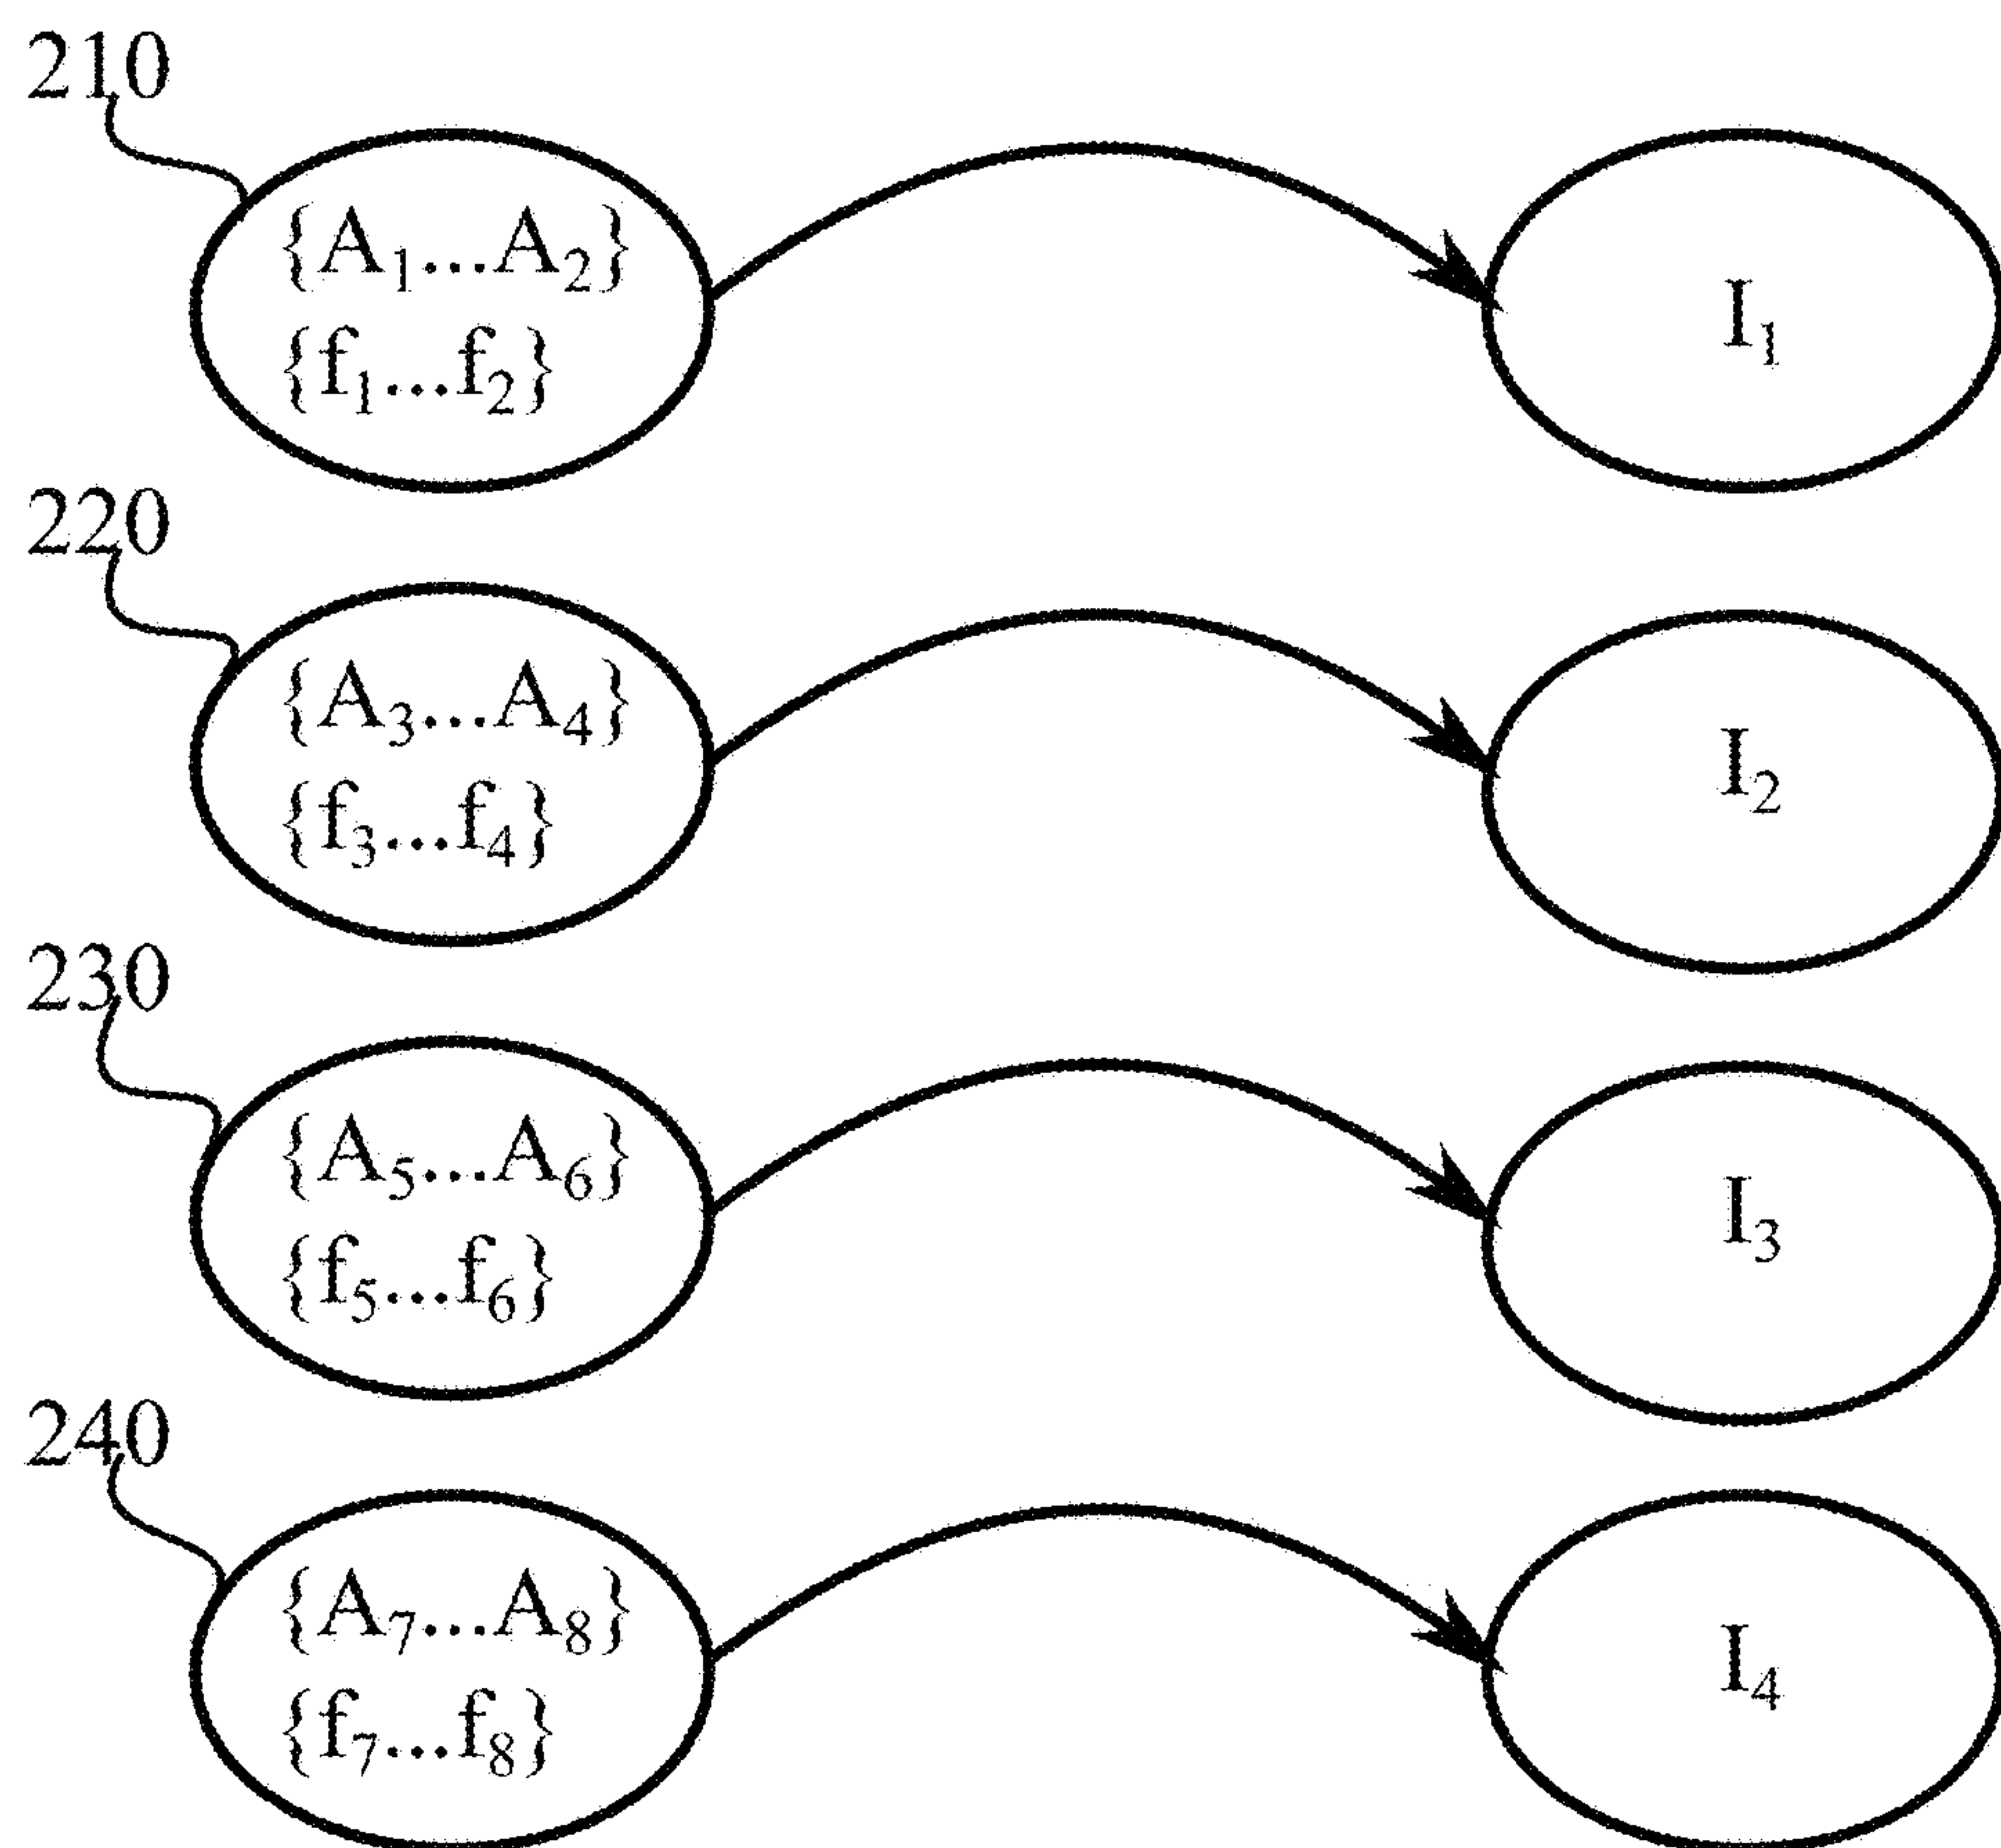 210
{A₁...A₂}
{f₁...f₂}
I₁
220
{A₃...A₄}
{f₃...f₄}
I₂
230
{A₅...A₆}
{f₅...f₆}
I₃
240
{A₇...A₈}
{f₇...f₈}
I₄